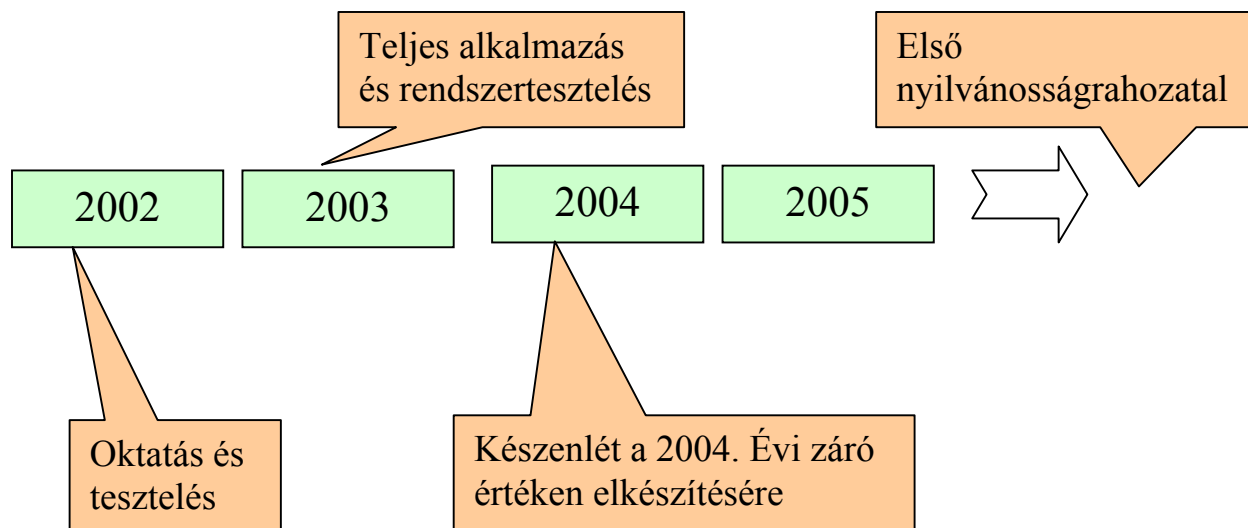 Teljes alkalmazás
és rendszertesztelés
Első
nyilvánosságrahozatal
2002
2003
2004
2005
Oktatás és
tesztelés
Készenlét a 2004. Évi záró
értéken elkészítésére